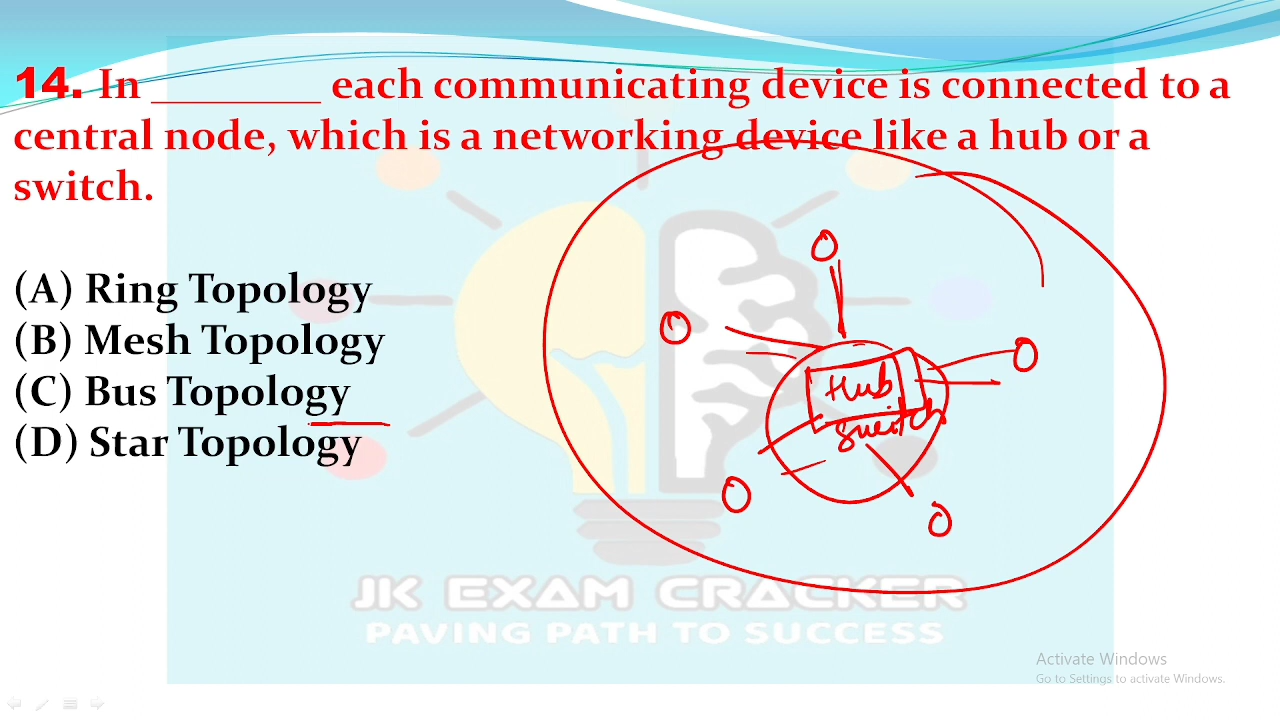 14. In ________ each communicating device is connected to a
central node, which is a networking device like a hub or a
switch.
(A) Ring Topology
(B) Mesh Topology
(C) Bus Topology
(D) Star Topology
Hub
Switch
JK EXAM CRACKER
PAVING PATH TO SUCCESS
Activate Windows
Go to Settings to activate Windows.